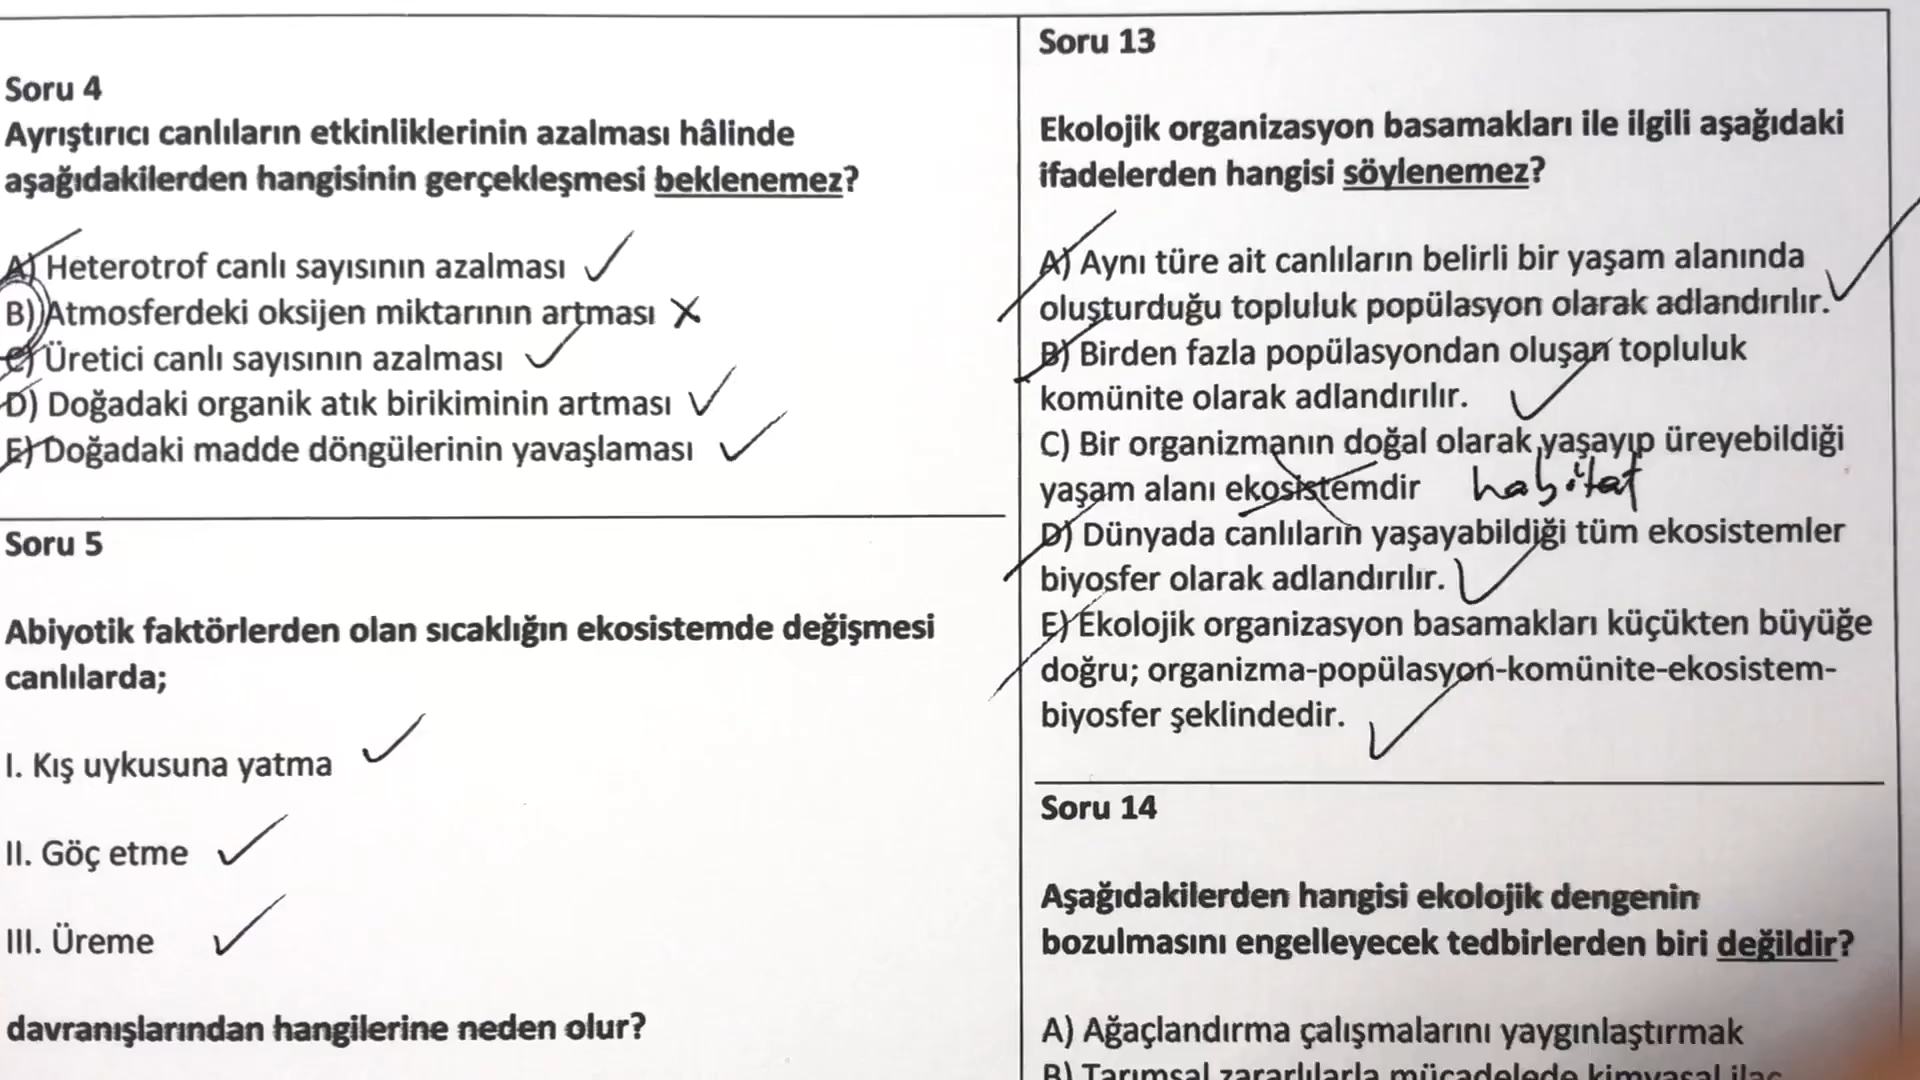 Soru 4
Ayrıştırıcı canlıların etkinliklerinin azalması hâlinde
aşağıdakilerden hangisinin gerçekleşmesi beklenemez?
A) Heterotrof canlı sayısının azalması
B) Atmosferdeki oksijen miktarının artması
C) Üretici canlı sayısının azalması
D) Doğadaki organik atık birikiminin artması
E) Doğadaki madde döngülerinin yavaşlaması
Soru 5
Abiyotik faktörlerden olan sıcaklığın ekosistemde değişmesi
canlılarda;
I. Kış uykusuna yatma
II. Göç etme
III. Üreme
davranışlarından hangilerine neden olur?
Soru 13
Ekolojik organizasyon basamakları ile ilgili aşağıdaki
ifadelerden hangisi söylenemez?
A) Aynı türe ait canlıların belirli bir yaşam alanında
oluşturduğu topluluk popülasyon olarak adlandırılır.
B) Birden fazla popülasyondan oluşan topluluk
komünite olarak adlandırılır.
C) Bir organizmanın doğal olarak yaşayıp üreyebildiği
yaşam alanı ekosistemdir habitat
D) Dünyada canlıların yaşayabildiği tüm ekosistemler
biyosfer olarak adlandırılır.
E) Ekolojik organizasyon basamakları küçükten büyüğe
doğru; organizma-popülasyon-komünite-ekosistem-
biyosfer şeklindedir.
Soru 14
Aşağıdakilerden hangisi ekolojik dengenin
bozulmasını engelleyecek tedbirlerden biri değildir?
A) Ağaçlandırma çalışmalarını yaygınlaştırmak
B) Tarımsal zararlılarla mücadelede kimyasal ilaç